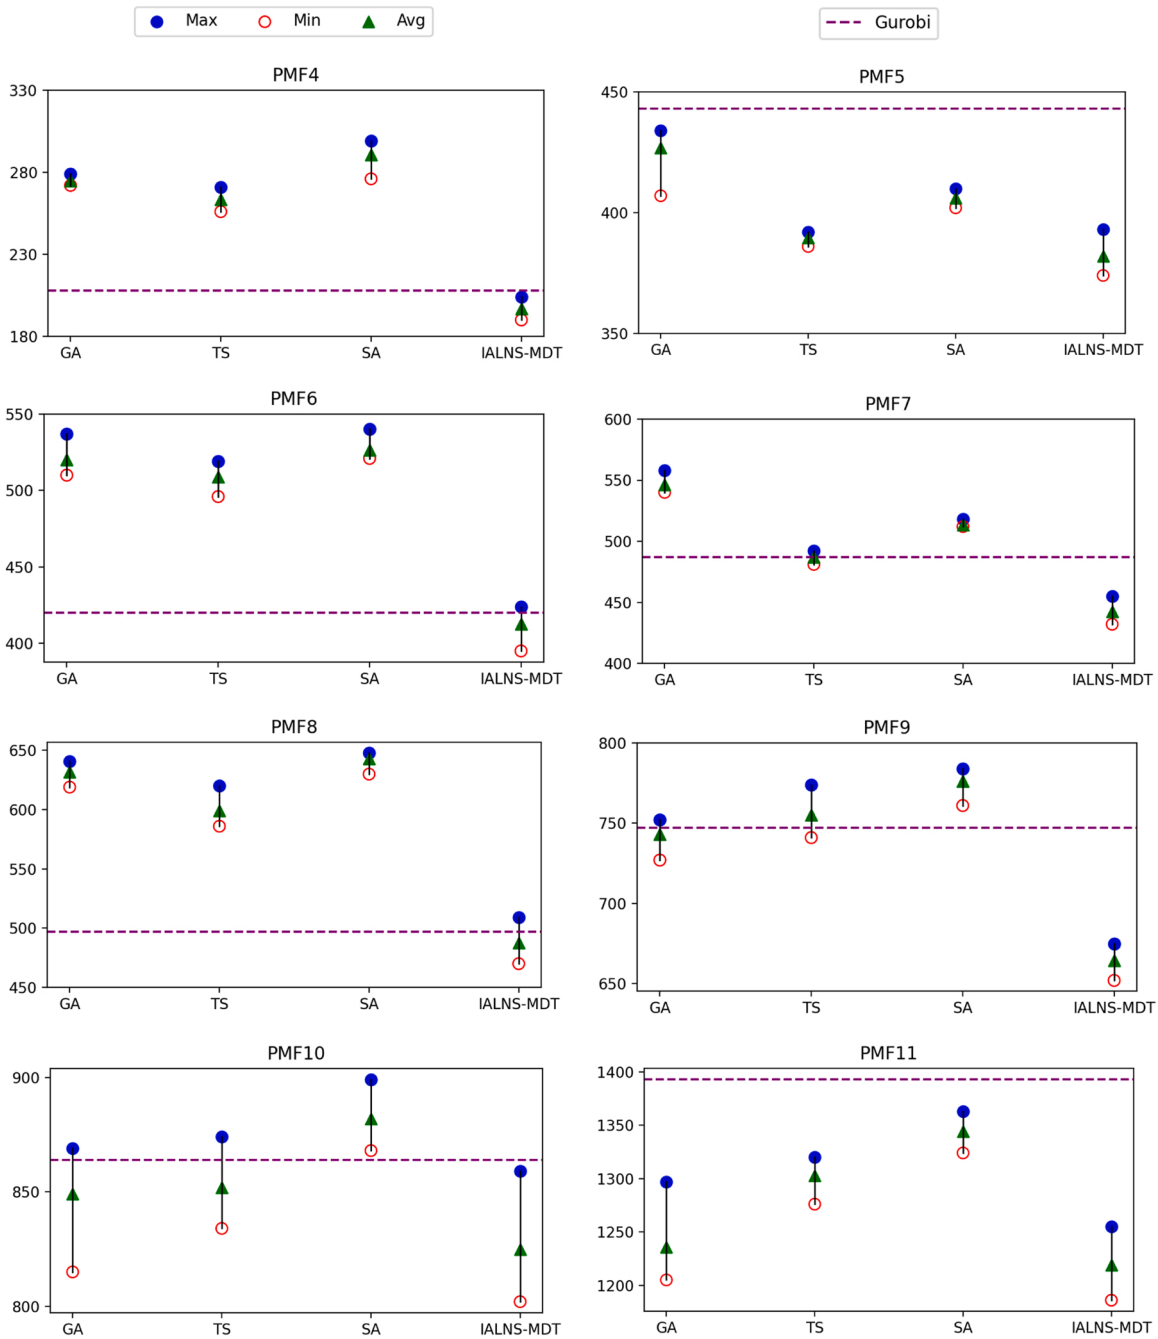 Max Min Avg
Gurobi
PMF4
330
280
230
180
GA TS SA IALNS-MDT
PMF5
450
400
350
GA TS SA IALNS-MDT
PMF6
550
500
450
400
GA TS SA IALNS-MDT
PMF7
600
550
500
450
400
GA TS SA IALNS-MDT
PMF8
650
600
550
500
450
GA TS SA IALNS-MDT
PMF9
800
750
700
650
GA TS SA IALNS-MDT
PMF10
900
850
800
GA TS SA IALNS-MDT
PMF11
1400
1350
1300
1250
1200
GA TS SA IALNS-MDT